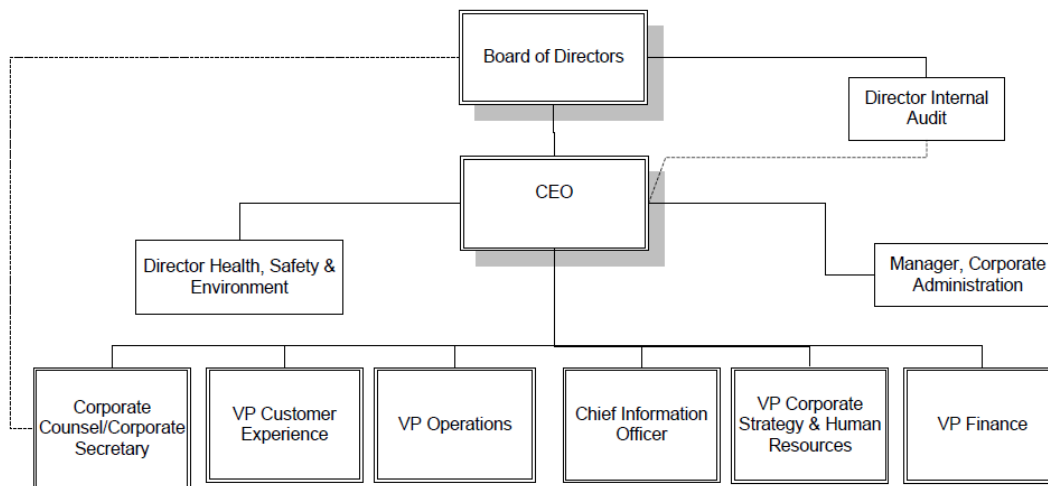 Board of Directors
Director Internal
Audit
CEO
Director Health, Safety &
Environment
Manager, Corporate
Administration
Corporate
Counsel/Corporate
Secretary
VP Customer
Experience
VP Operations
Chief Information
Officer
VP Corporate
Strategy & Human
Resources
VP Finance